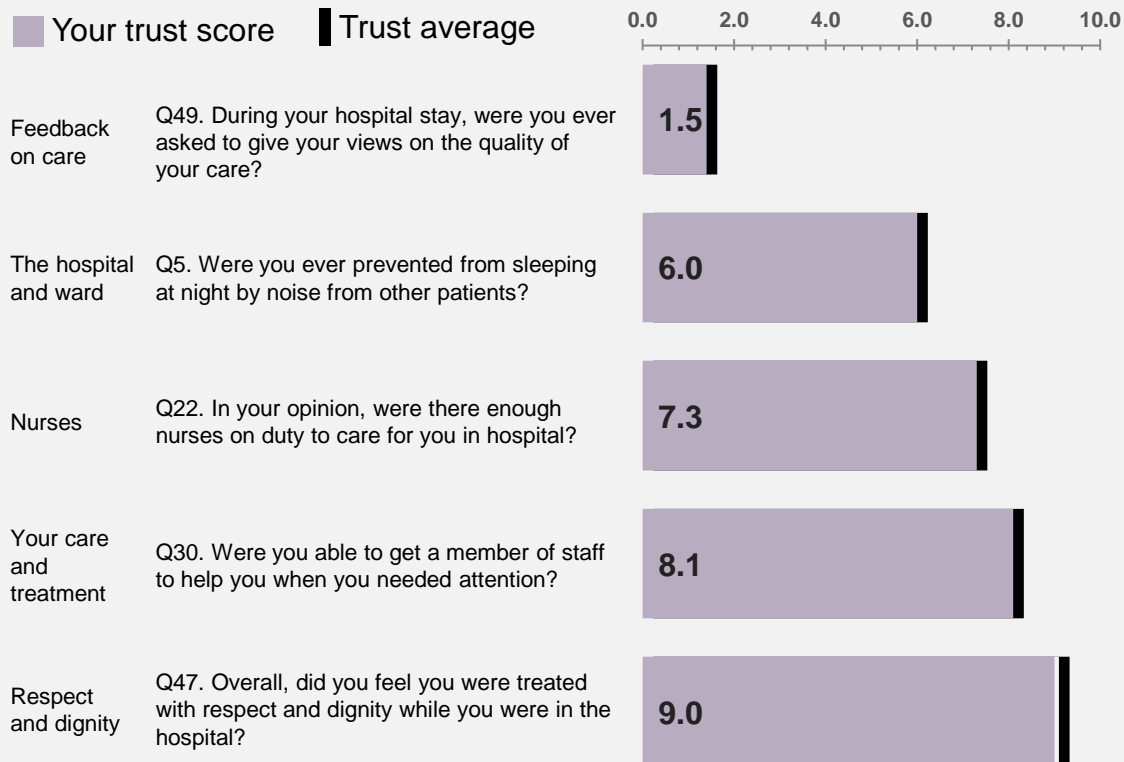 Your trust score
Trust average
0.0 2.0 4.0 6.0 8.0 10.0
Feedback
on care
Q49. During your hospital stay, were you ever
asked to give your views on the quality of
your care?
1.5
The hospital
and ward
Q5. Were you ever prevented from sleeping
at night by noise from other patients?
6.0
Nurses
Q22. In your opinion, were there enough
nurses on duty to care for you in hospital?
7.3
Your care
and
treatment
Q30. Were you able to get a member of staff
to help you when you needed attention?
8.1
Respect
and dignity
Q47. Overall, did you feel you were treated
with respect and dignity while you were in the
hospital?
9.0